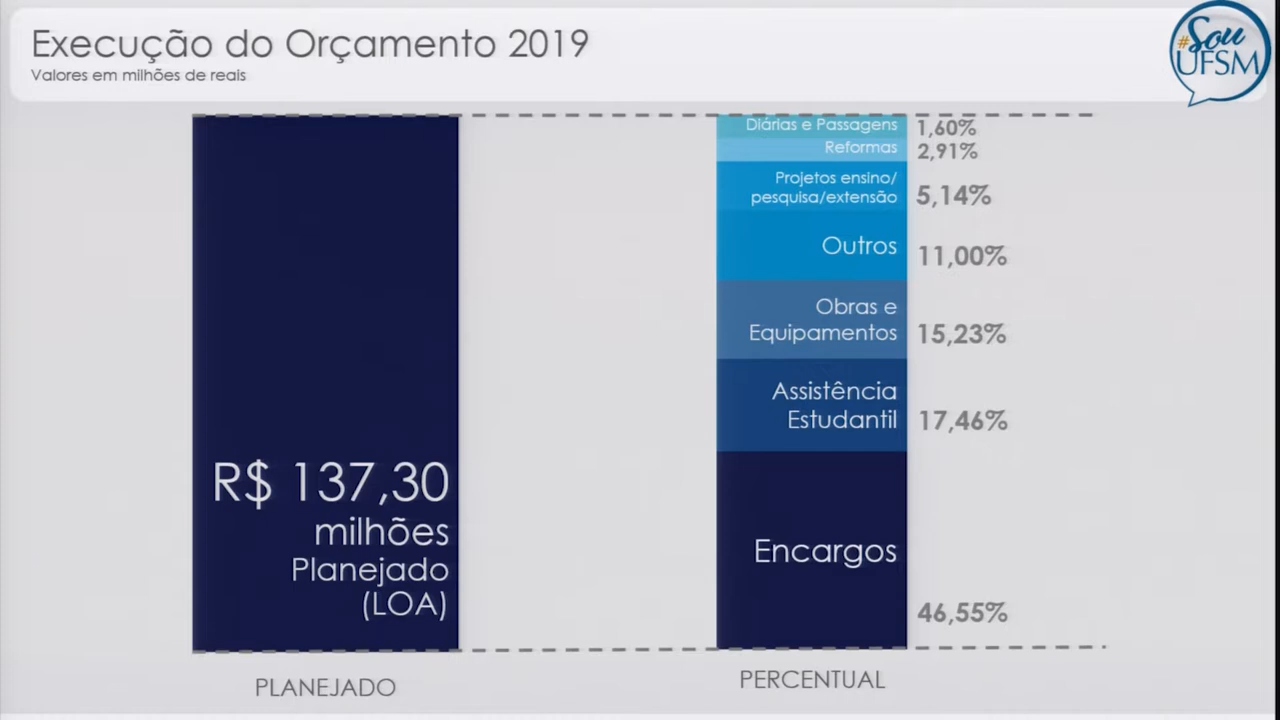 Execução do Orçamento 2019
Valores em milhões de reais
#Sou
UFSM
R$ 137,30
milhões
Planejado
(LOA)
PLANEJADO
Diárias e Passagens 1,60%
Reformas 2,91%
Projetos ensino/
pesquisa/extensão 5,14%
Outros 11,00%
Obras e
Equipamentos 15,23%
Assistência
Estudantil 17,46%
Encargos
46,55%
PERCENTUAL